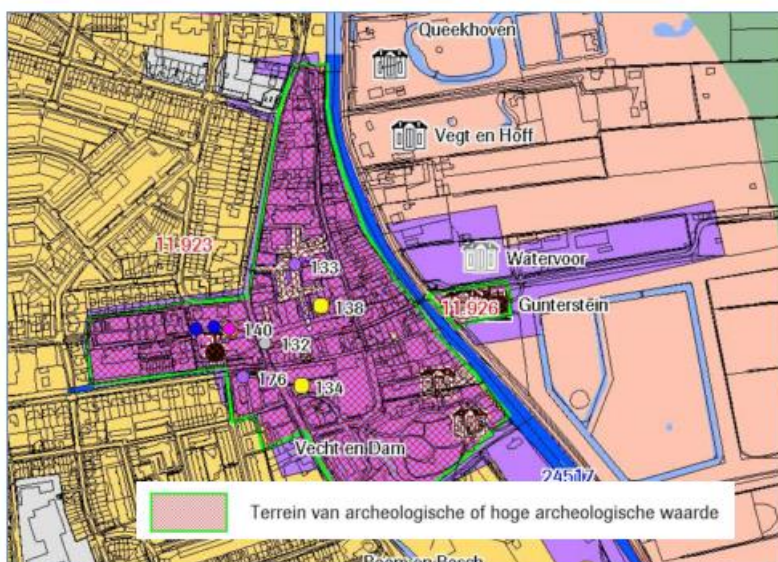 Queekhoven
Vegt en Hoff
11.923
Watervoor
133
138
11.926
Gunterstein
140
132
176
134
Vecht en Dam
24517
Terrein van archeologische of hoge archeologische waarde